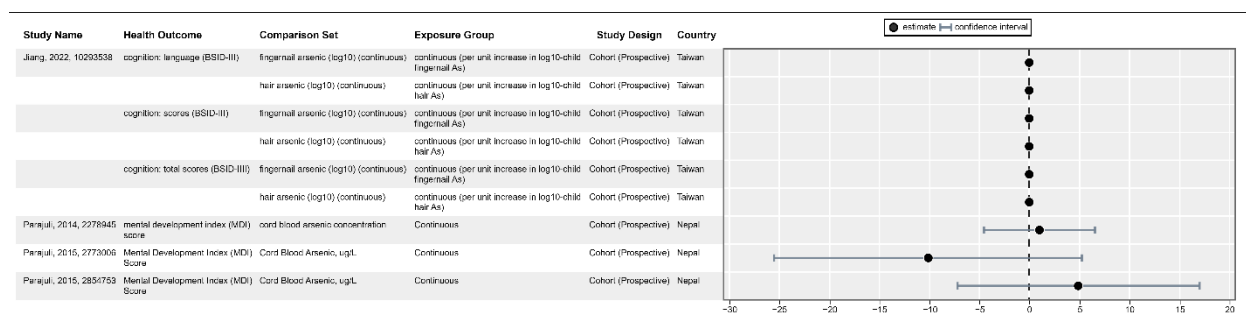 estimate confidence interval
Study Name Health Outcome Comparison Set Exposure Group Study Design Country
Jiang, 2022, 10293538 cognition: language (BSID-III) fingernail arsenic (log10) (continuous) continuous (per unit increase in log10-child fingernail As) Cohort (Prospective) Taiwan
hair arsenic (log10) (continuous) continuous (per unit increase in log10-child hair As) Cohort (Prospective) Taiwan
cognition: scores (BSID-III) fingernail arsenic (log10) (continuous) continuous (per unit increase in log10-child fingernail As) Cohort (Prospective) Taiwan
hair arsenic (log10) (continuous) continuous (per unit increase in log10-child hair As) Cohort (Prospective) Taiwan
cognition: total scores (BSID-III) fingernail arsenic (log10) (continuous) continuous (per unit increase in log10-child fingernail As) Cohort (Prospective) Taiwan
hair arsenic (log10) (continuous) continuous (per unit increase in log10-child hair As) Cohort (Prospective) Taiwan
Parajuli, 2014, 2278945 mental development index (MDI) score cord blood arsenic concentration Continuous Cohort (Prospective) Nepal
Parajuli, 2015, 2773006 Mental Development Index (MDI) Score Cord Blood Arsenic, ug/L Continuous Cohort (Prospective) Nepal
Parajuli, 2015, 2854753 Mental Development Index (MDI) Score Cord Blood Arsenic, ug/L Continuous Cohort (Prospective) Nepal
−30 −25 −20 −15 −10 −5 0 5 10 15 20